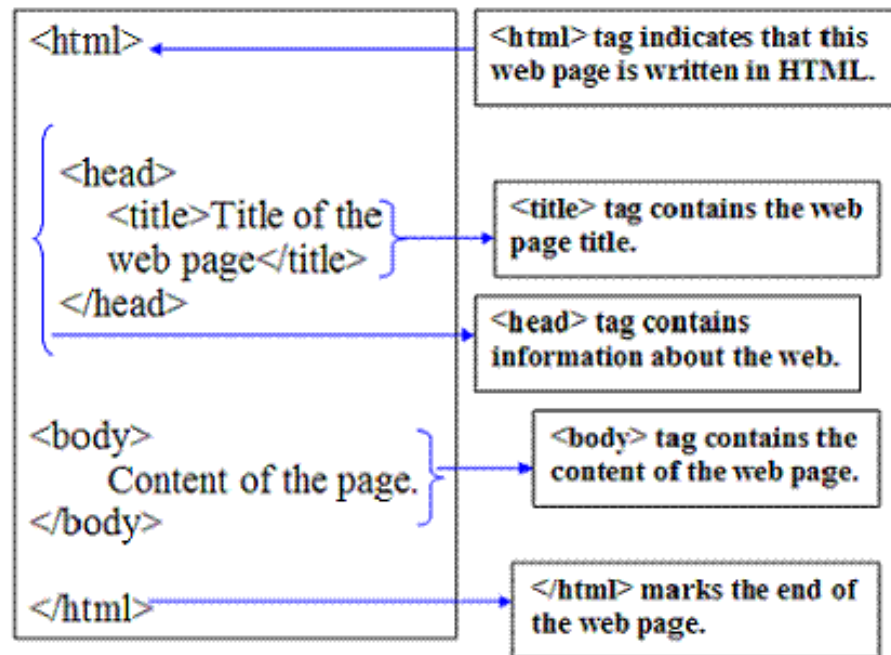 <html>
<html> tag indicates that this
web page is written in HTML.
<head>
<title>Title of the
web page</title>
</head>
<title> tag contains the web
page title.
<head> tag contains
information about the web.
<body>
Content of the page.
</body>
<body> tag contains the
content of the web page.
</html>
</html> marks the end of
the web page.